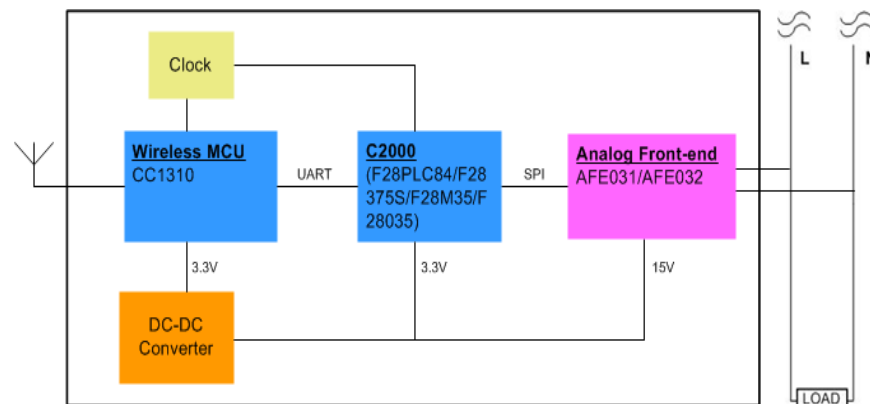 Clock
L
N
Wireless MCU
CC1310
UART
C2000
(F28PLC84/F28
375S/F28M35/F
28035)
SPI
Analog Front-end
AFE031/AFE032
3.3V
3.3V
15V
DC-DC
Converter
LOAD